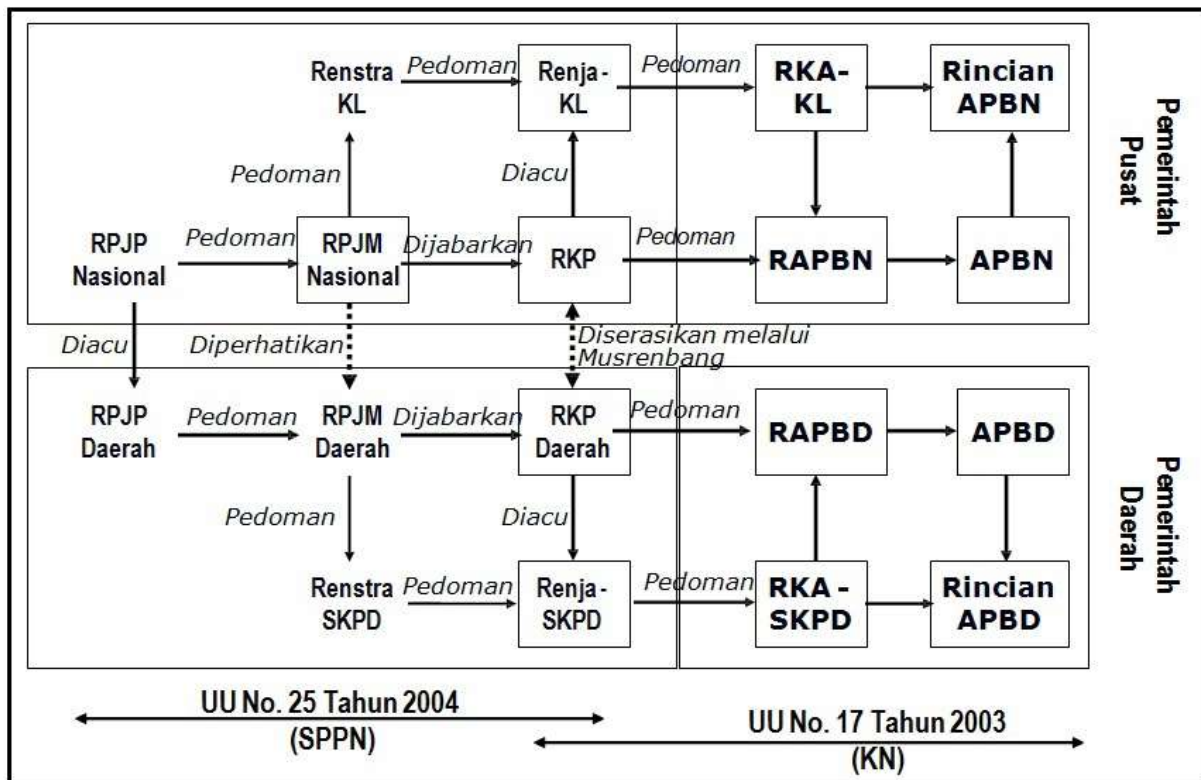 Renstra
KL
Pedoman
Renja -
KL
Pedoman
RKA-
KL
Rincian
APBN
Pemerintah
Pusat
Pedoman
Diacu
RPJP
Nasional
Pedoman
RPJM
Nasional
Dijabarkan
RKP
Pedoman
RAPBN
APBN
Diacu
Diperhatikan
Diserasikan melalui
Musrenbang
RPJP
Daerah
Pedoman
RPJM
Daerah
Dijabarkan
RKP
Daerah
Pedoman
RAPBD
APBD
Pemerintah
Daerah
Pedoman
Diacu
Renstra
SKPD
Pedoman
Renja -
SKPD
Pedoman
RKA -
SKPD
Rincian
APBD
UU No. 25 Tahun 2004
(SPPN)
UU No. 17 Tahun 2003
(KN)